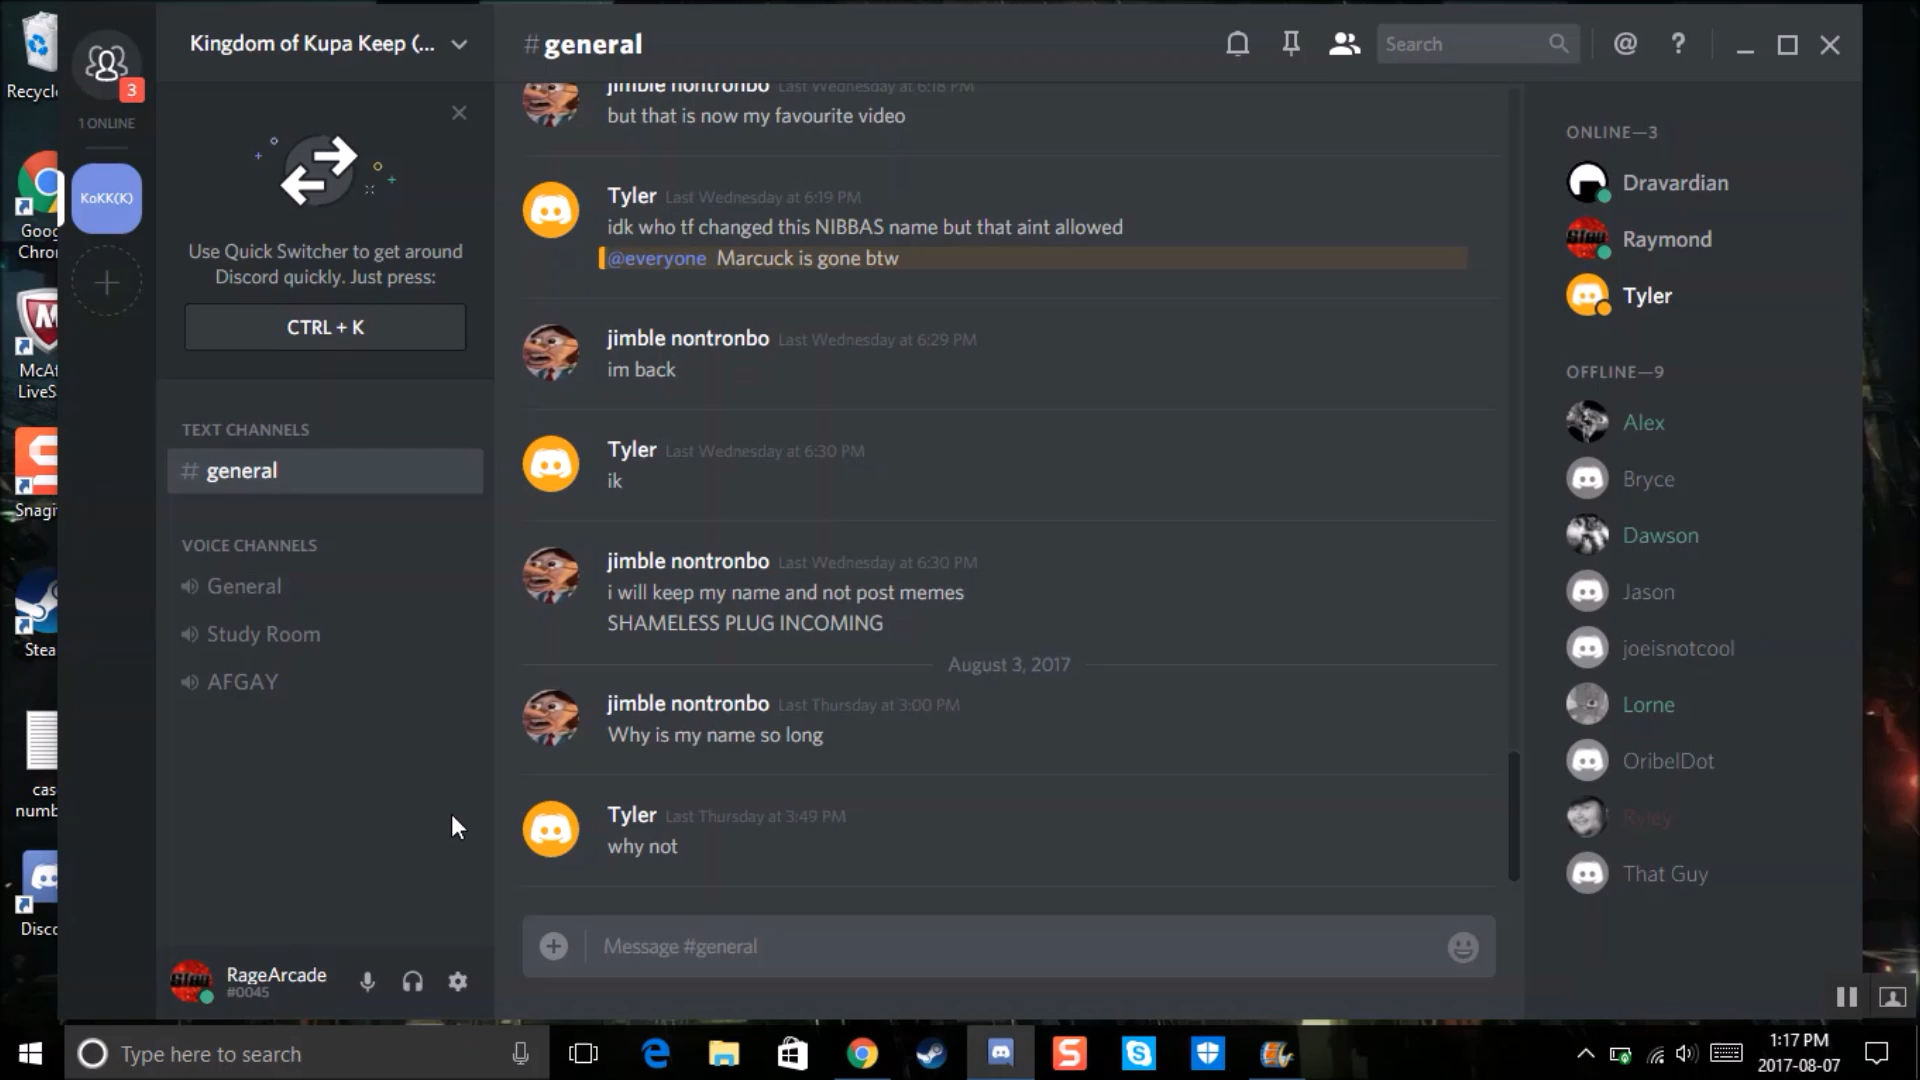 Recycl
Goog
Chron
McAf
LiveS
Snagi
Stea
cas
numb
Disco
3
1 ONLINE
KoKK(K)
Kingdom of Kupa Keep (...
Use Quick Switcher to get around
Discord quickly. Just press:
CTRL + K
TEXT CHANNELS
# general
VOICE CHANNELS
General
Study Room
AFGAY
RageArcade
#0045
#general
Search
@ ?
jimble nontronbo Last Wednesday at 6:18 PM
but that is now my favourite video
Tyler Last Wednesday at 6:19 PM
idk who tf changed this NIBBAS name but that aint allowed
@everyone Marcuck is gone btw
jimble nontronbo Last Wednesday at 6:29 PM
im back
Tyler Last Wednesday at 6:30 PM
ik
jimble nontronbo Last Wednesday at 6:30 PM
i will keep my name and not post memes
SHAMELESS PLUG INCOMING
August 3, 2017
jimble nontronbo Last Thursday at 3:00 PM
Why is my name so long
Tyler Last Thursday at 3:49 PM
why not
Message #general
ONLINE—3
Dravardian
Raymond
Tyler
OFFLINE—9
Alex
Bryce
Dawson
Jason
joeisnotcool
Lorne
OribelDot
Ryley
That Guy
Type here to search
1:17 PM
2017-08-07